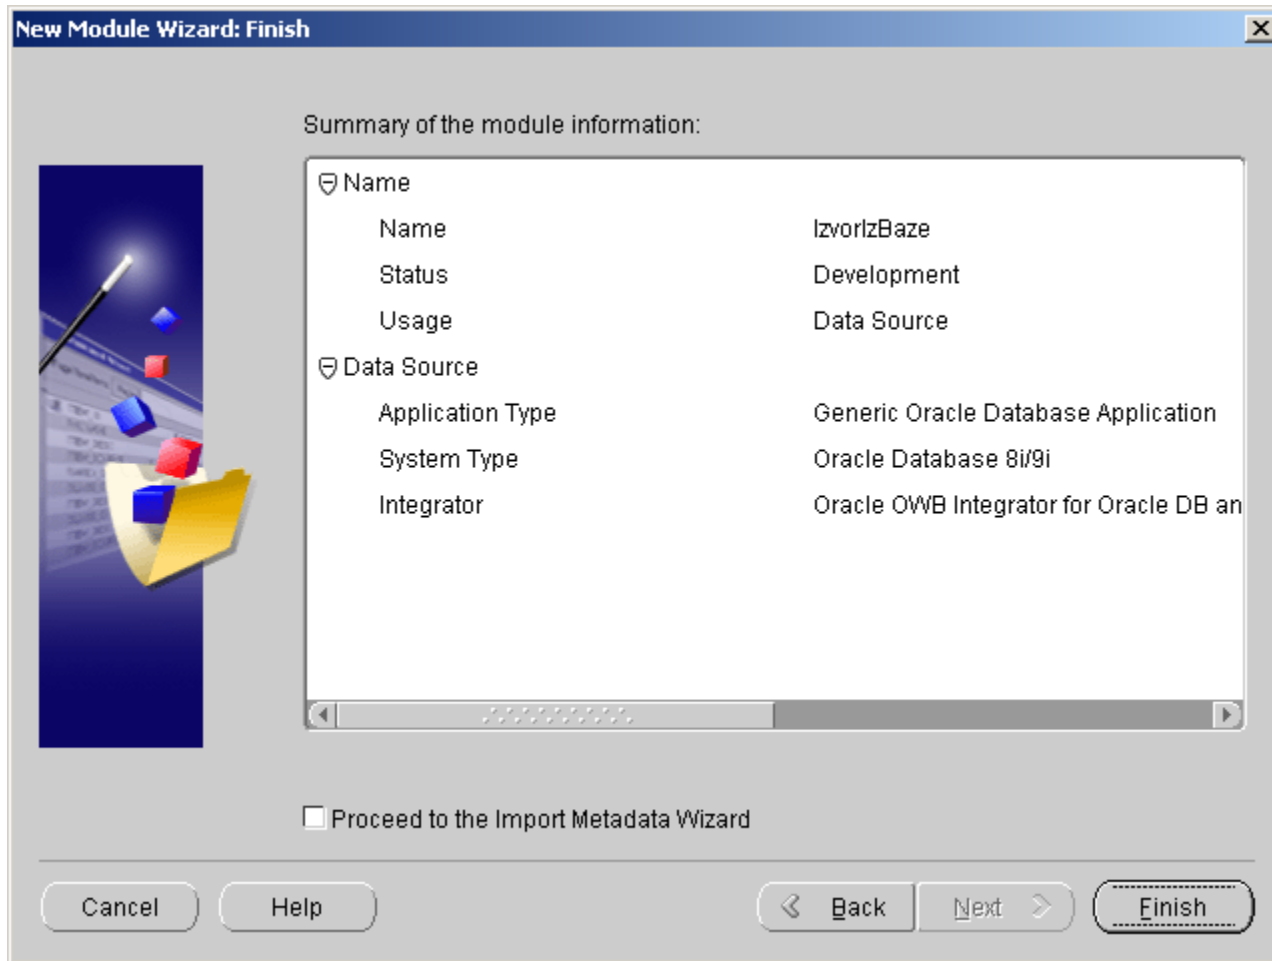 New Module Wizard: Finish
Summary of the module information:
Name
Name IzvorIzBaze
Status Development
Usage Data Source
Data Source
Application Type Generic Oracle Database Application
System Type Oracle Database 8i/9i
Integrator Oracle OWB Integrator for Oracle DB an
Proceed to the Import Metadata Wizard
Cancel Help Back Next Finish